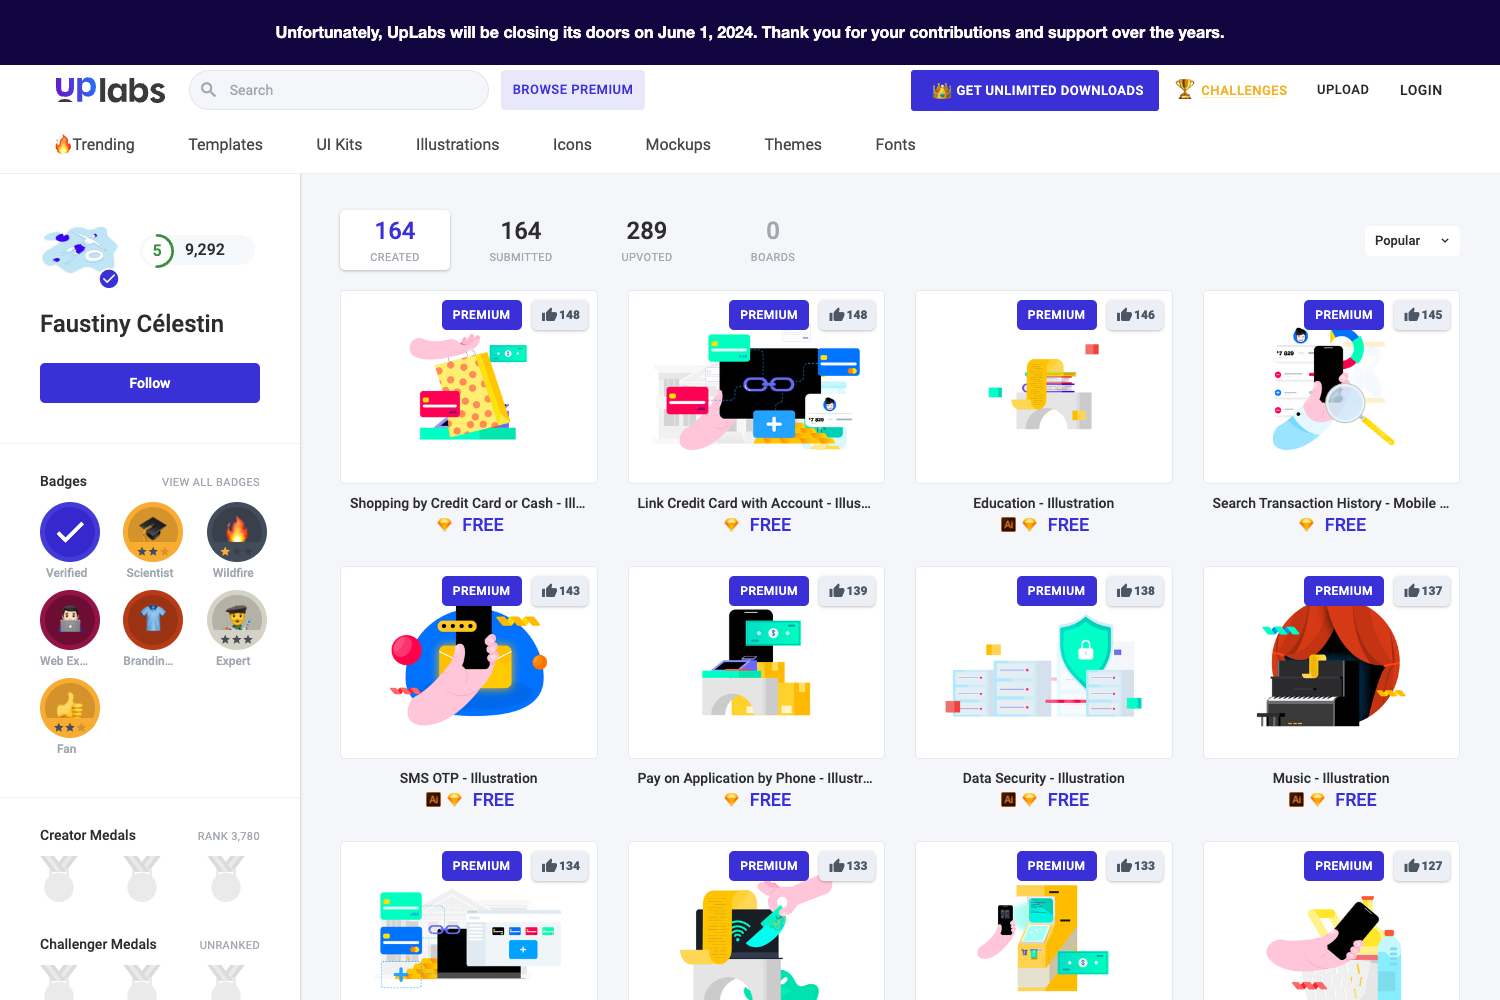 Unfortunately, UpLabs will be closing its doors on June 1, 2024. Thank you for your contributions and support over the years.
uplabs
Search
BROWSE PREMIUM
GET UNLIMITED DOWNLOADS
CHALLENGES
UPLOAD
LOGIN
Trending
Templates
UI Kits
Illustrations
Icons
Mockups
Themes
Fonts
5
9,292
Faustiny Célestin
Follow
Badges
VIEW ALL BADGES
Verified
Scientist
Wildfire
Web Ex...
Brandin...
Expert
Fan
Creator Medals
RANK 3,780
Challenger Medals
UNRANKED
164
CREATED
164
SUBMITTED
289
UPVOTED
0
BOARDS
Popular
PREMIUM
148
Shopping by Credit Card or Cash - Ill...
FREE
PREMIUM
148
Link Credit Card with Account - Illus...
FREE
PREMIUM
146
Education - Illustration
Ai
FREE
PREMIUM
145
Search Transaction History - Mobile ...
FREE
PREMIUM
143
SMS OTP - Illustration
Ai
FREE
PREMIUM
139
Pay on Application by Phone - Illustr...
FREE
PREMIUM
138
Data Security - Illustration
Ai
FREE
PREMIUM
137
Music - Illustration
Ai
FREE
PREMIUM
134
PREMIUM
133
PREMIUM
133
PREMIUM
127